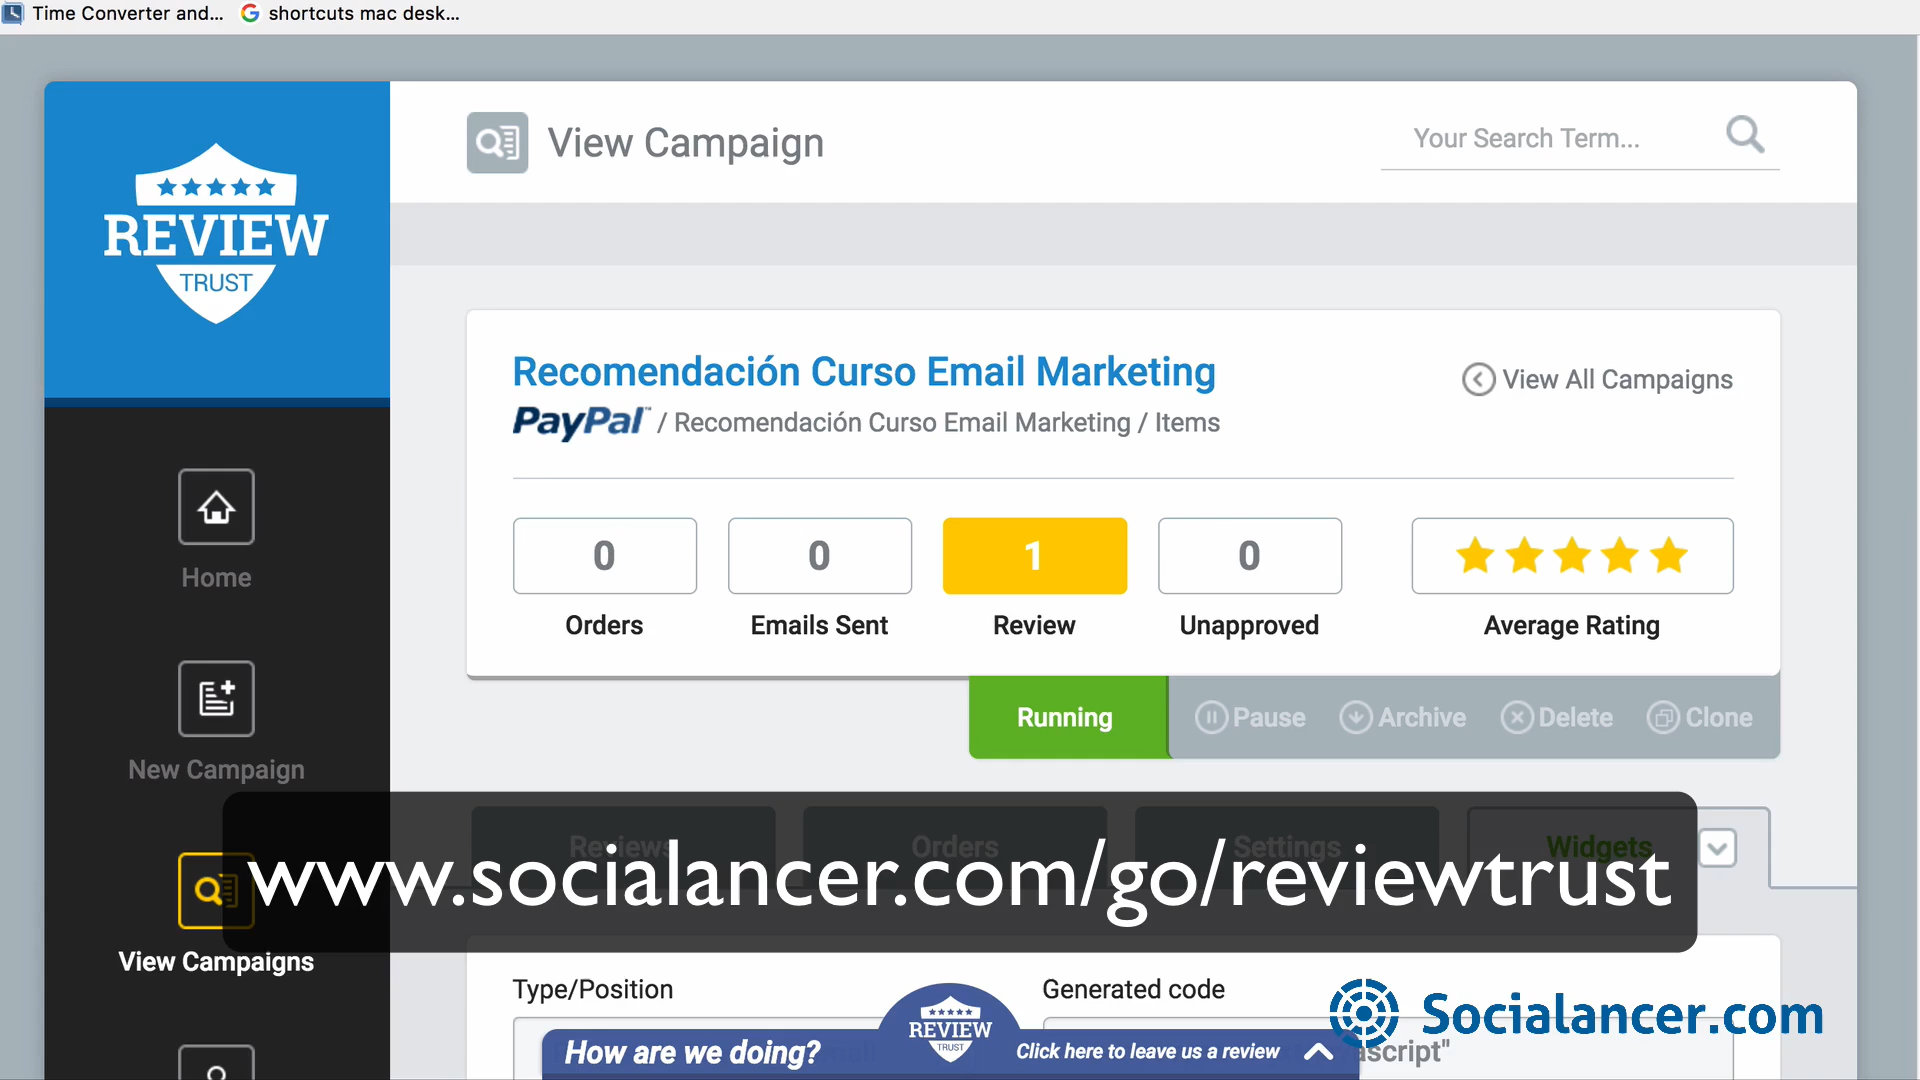 Time Converter and...
shortcuts mac desk...
REVIEW
TRUST
View Campaign
Your Search Term...
Recomendación Curso Email Marketing
View All Campaigns
PayPal™ / Recomendación Curso Email Marketing / Items
0
0
1
0
Orders
Emails Sent
Review
Unapproved
Average Rating
Home
Running
Pause
Archive
Delete
Clone
New Campaign
Reviews
Orders
Settings
Widgets
www.socialancer.com/go/reviewtrust
View Campaigns
Type/Position
Generated code
Socialancer.com
How are we doing?
REVIEW
TRUST
Click here to leave us a review